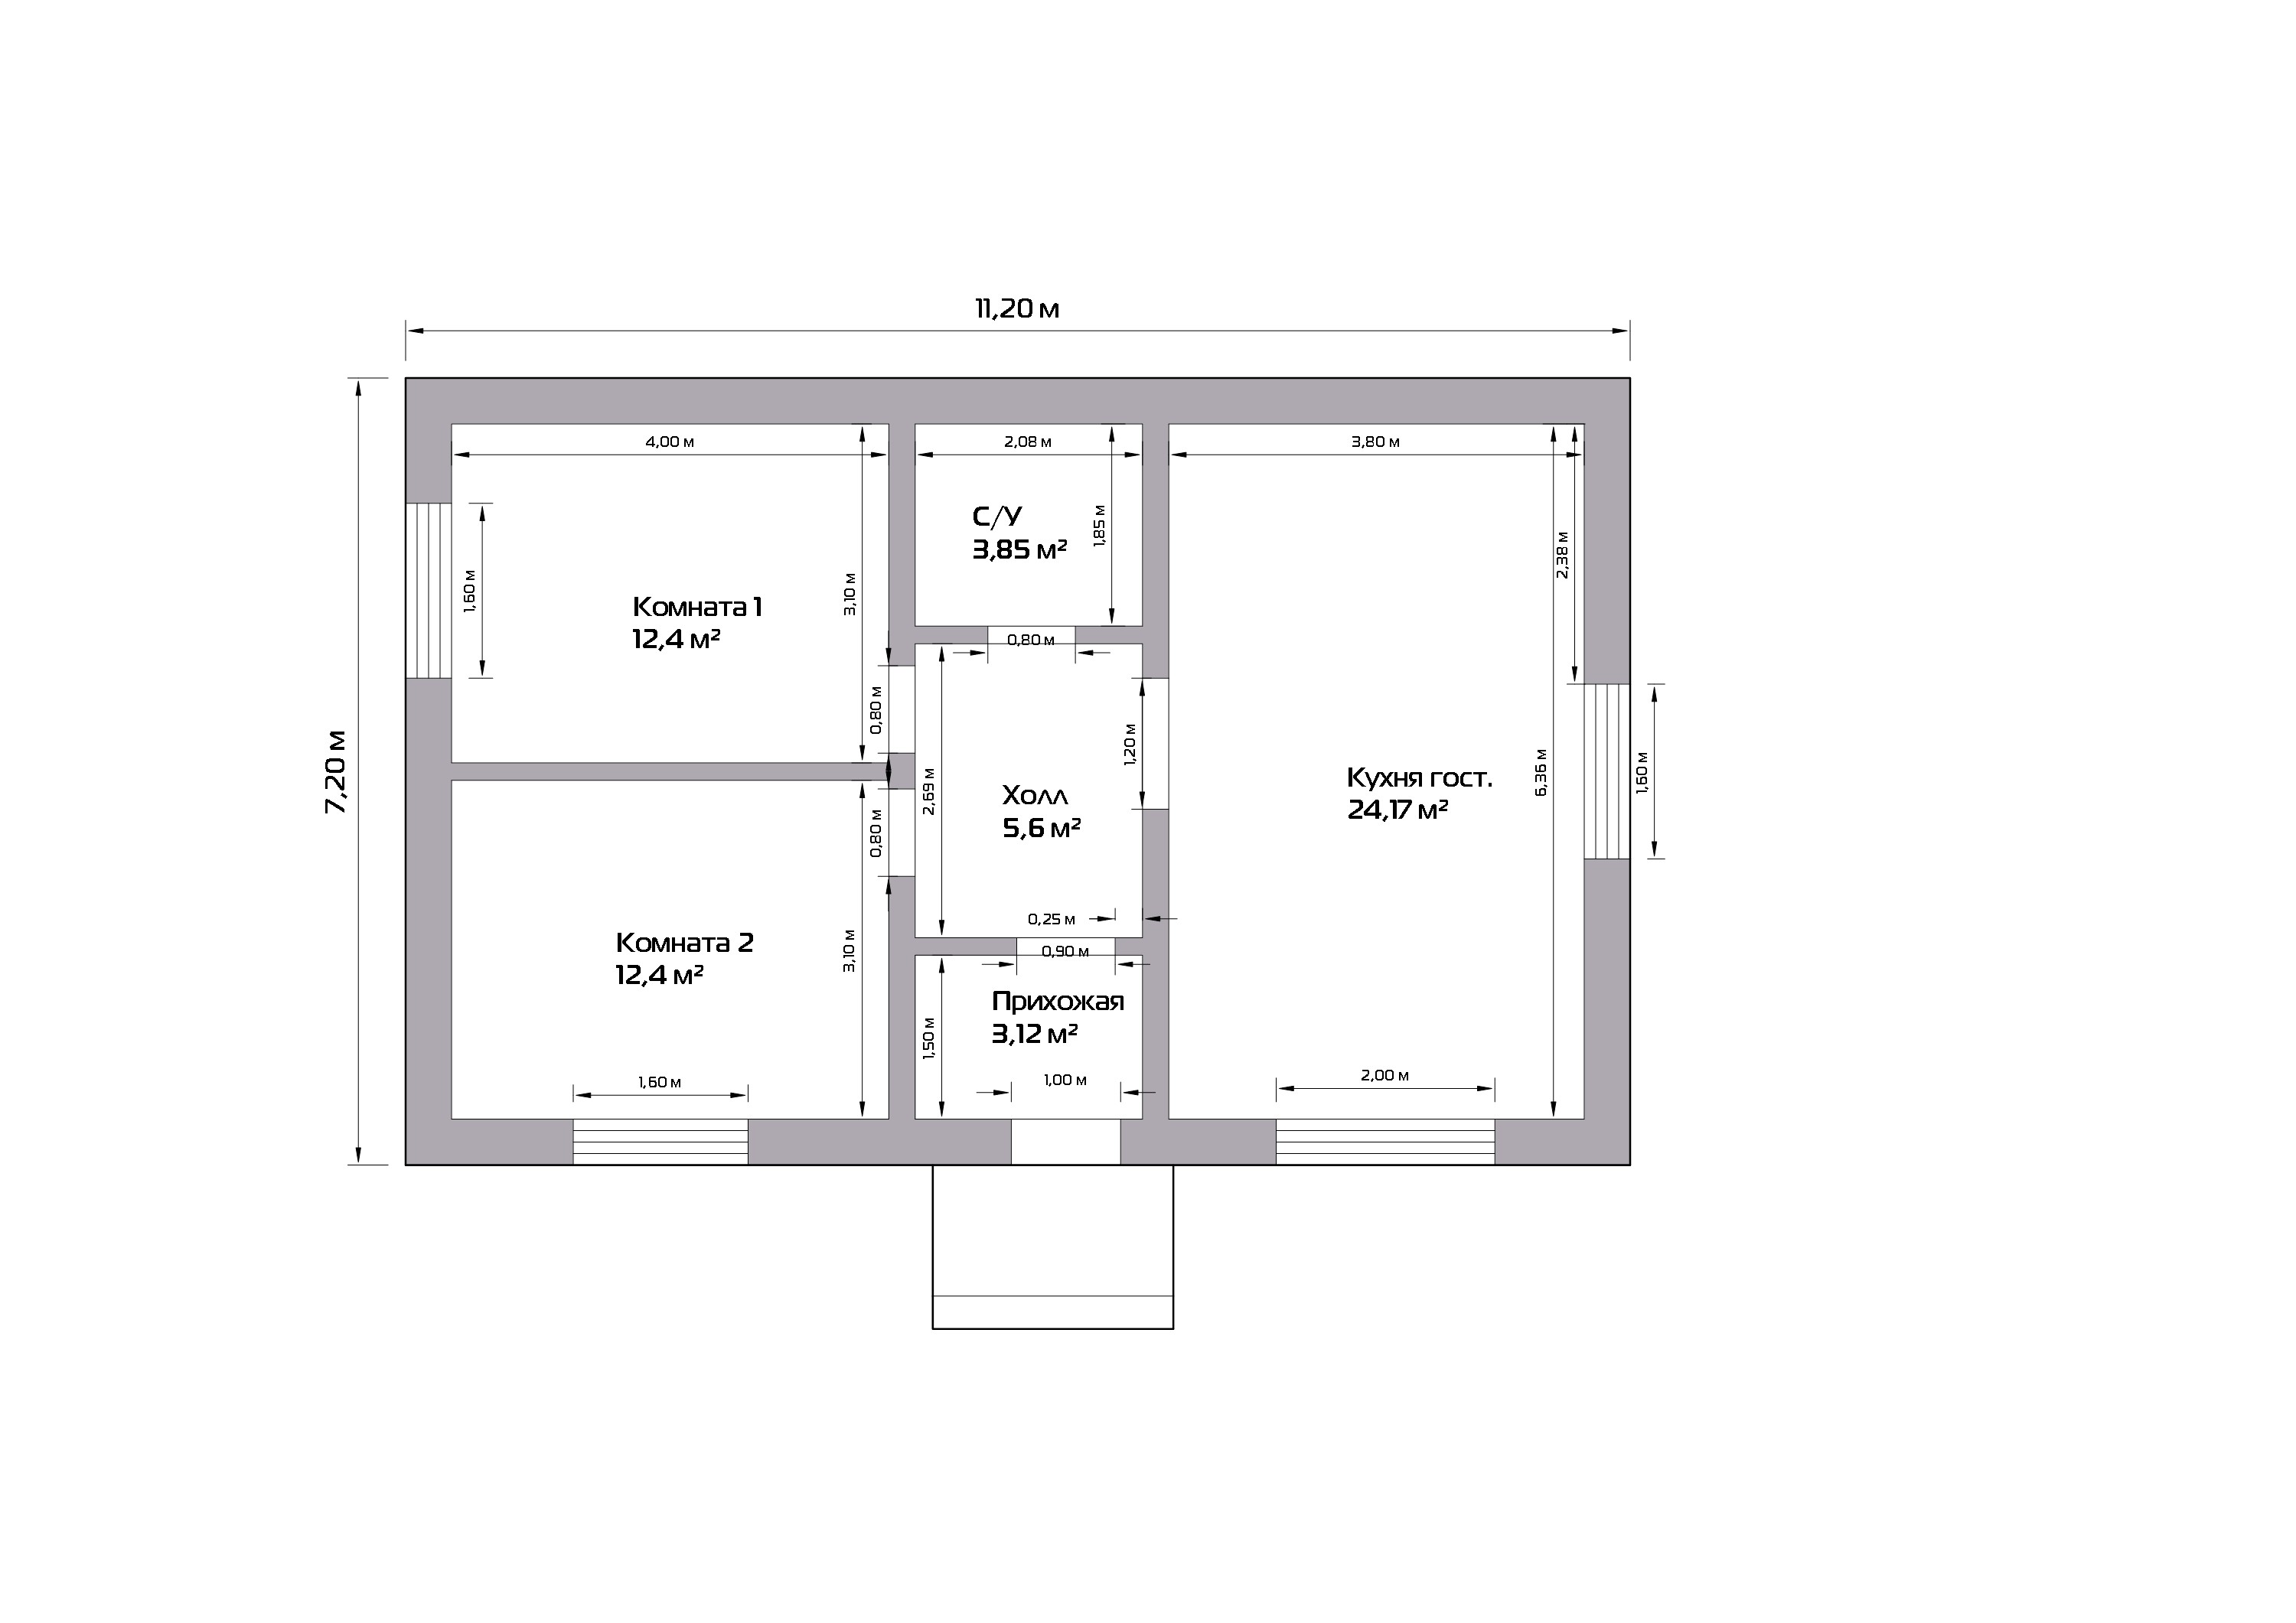 11,20 м
7,20 м
4,00 м
2,08 м
3,80 м
1,60 м
3,10 м
Комната 1
12,4 м²
С/У
3,85 м²
1,85 м
2,38 м
0,80 м
0,80 м
0,80 м
2,69 м
1,20 м
Холл
5,6 м²
Кухня гост.
24,17 м²
6,36 м
1,60 м
Комната 2
12,4 м²
3,10 м
0,25 м
0,90 м
Прихожая
3,12 м²
1,50 м
1,00 м
1,60 м
2,00 м